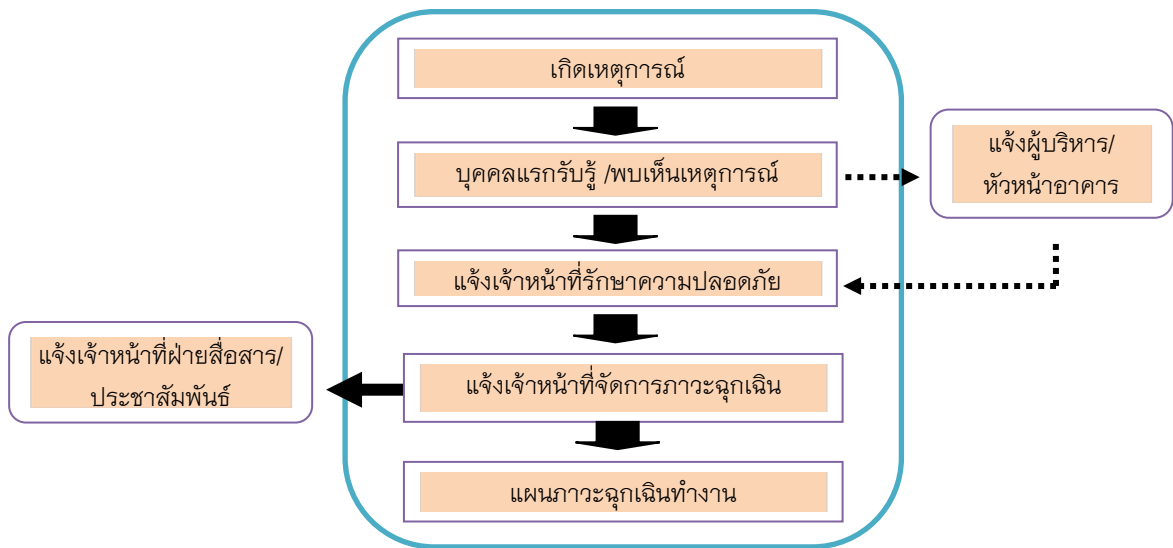 เกิดเหตุการณ์
บุคคลแรกรับรู้ /พบเห็นเหตุการณ์
แจ้งผู้บริหาร/
หัวหน้าอาคาร
แจ้งเจ้าหน้าที่รักษาความปลอดภัย
แจ้งเจ้าหน้าที่จัดการภาวะฉุกเฉิน
แจ้งเจ้าหน้าที่ฝ่ายสื่อสาร/
ประชาสัมพันธ์
แผนภาวะฉุกเฉินทำงาน